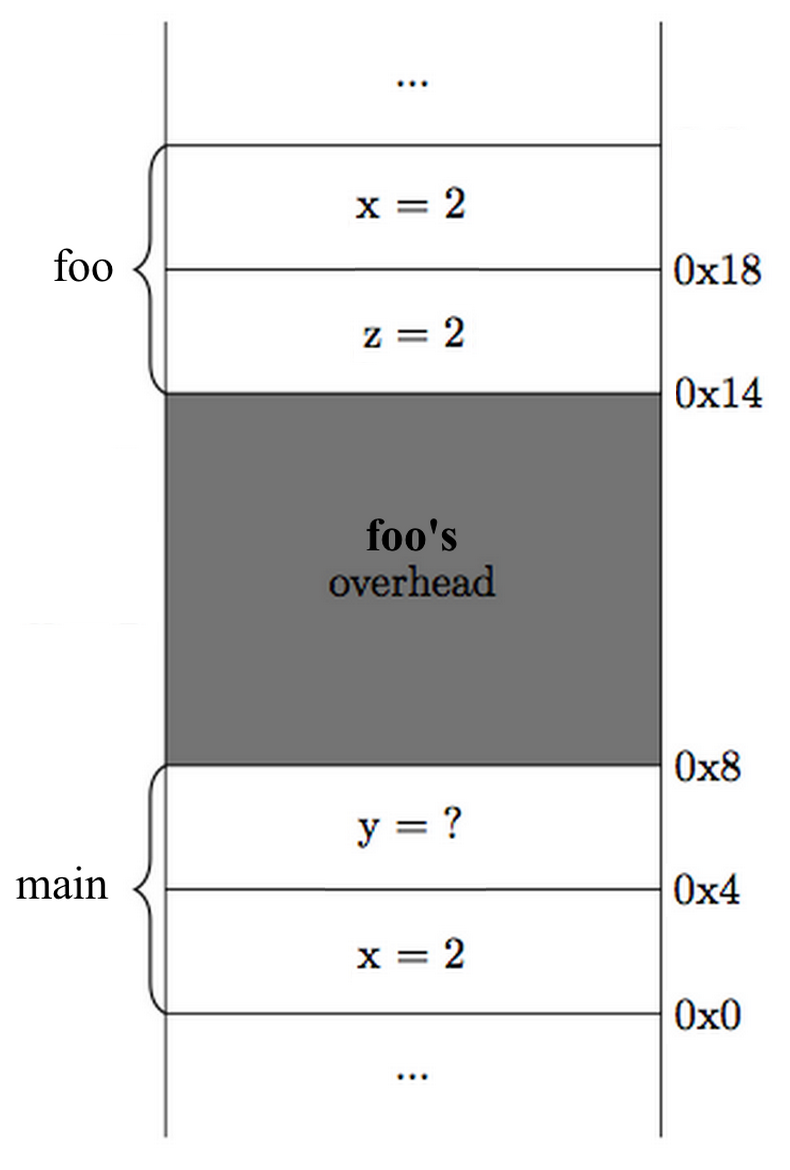 ...
x = 2
foo
0x18
z = 2
0x14
foo's
overhead
0x8
y = ?
main
0x4
x = 2
0x0
...